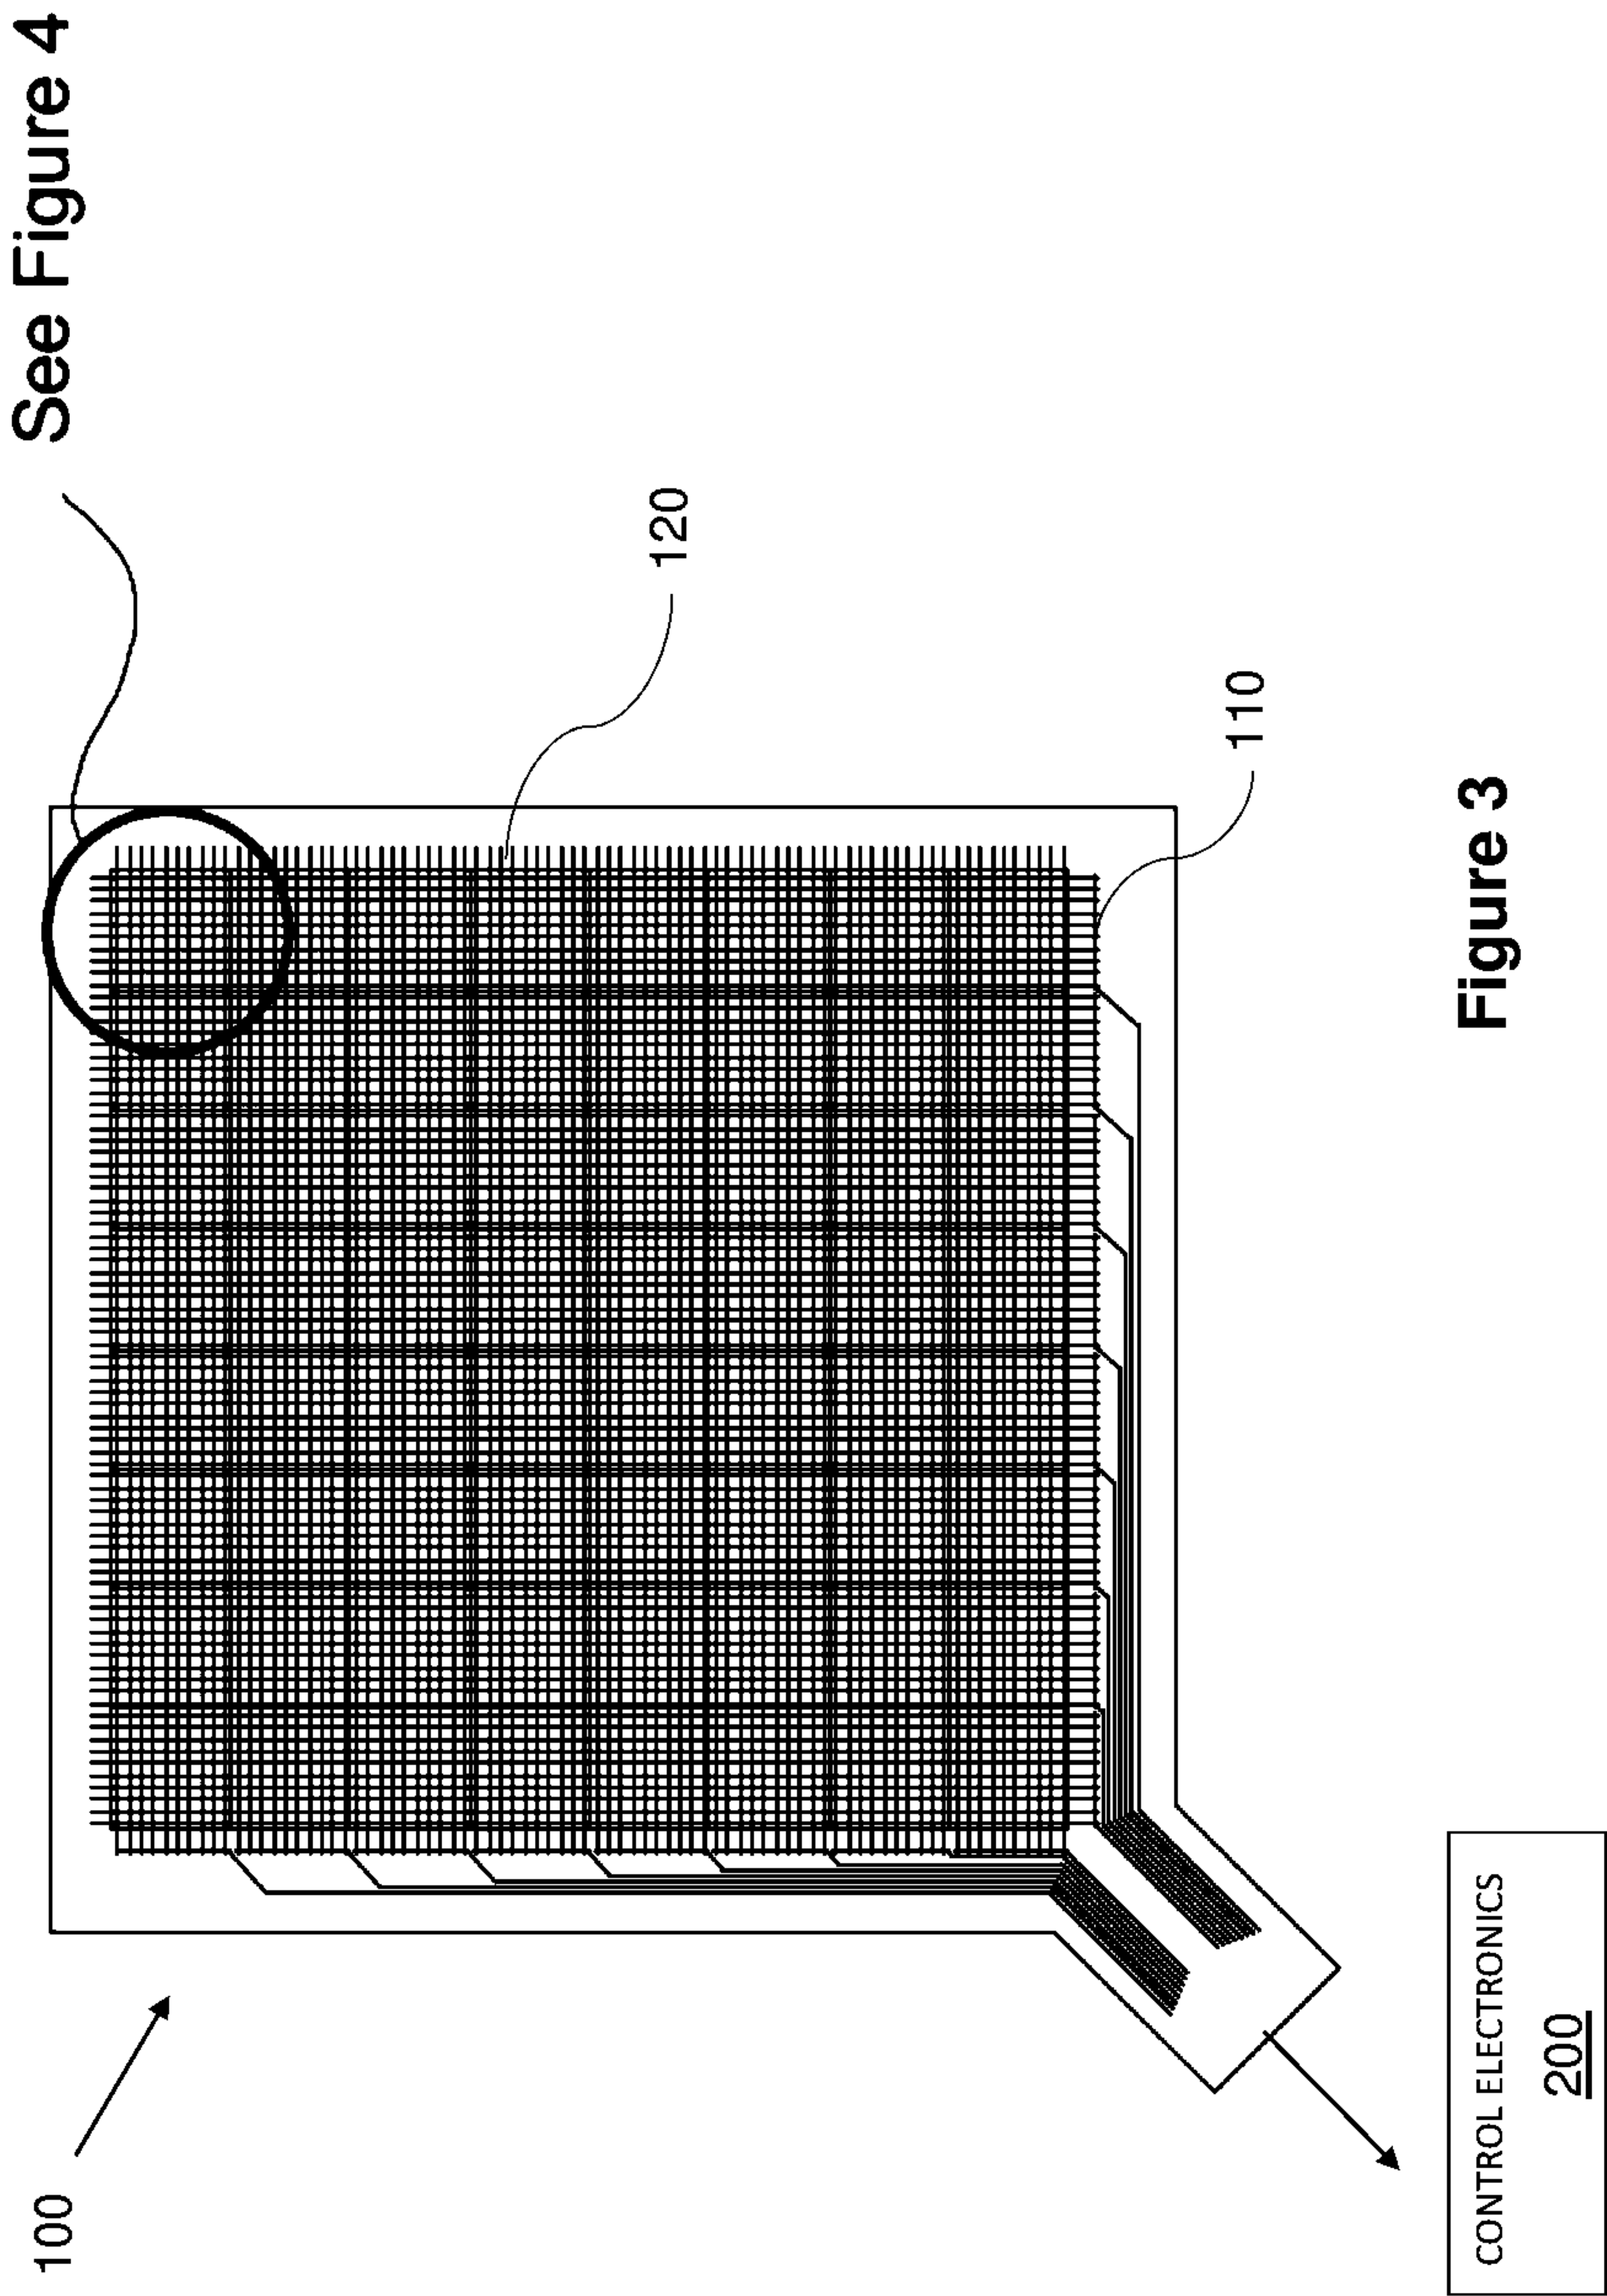 See Figure 4
100
120
110
CONTROL ELECTRONICS
200
Figure 3